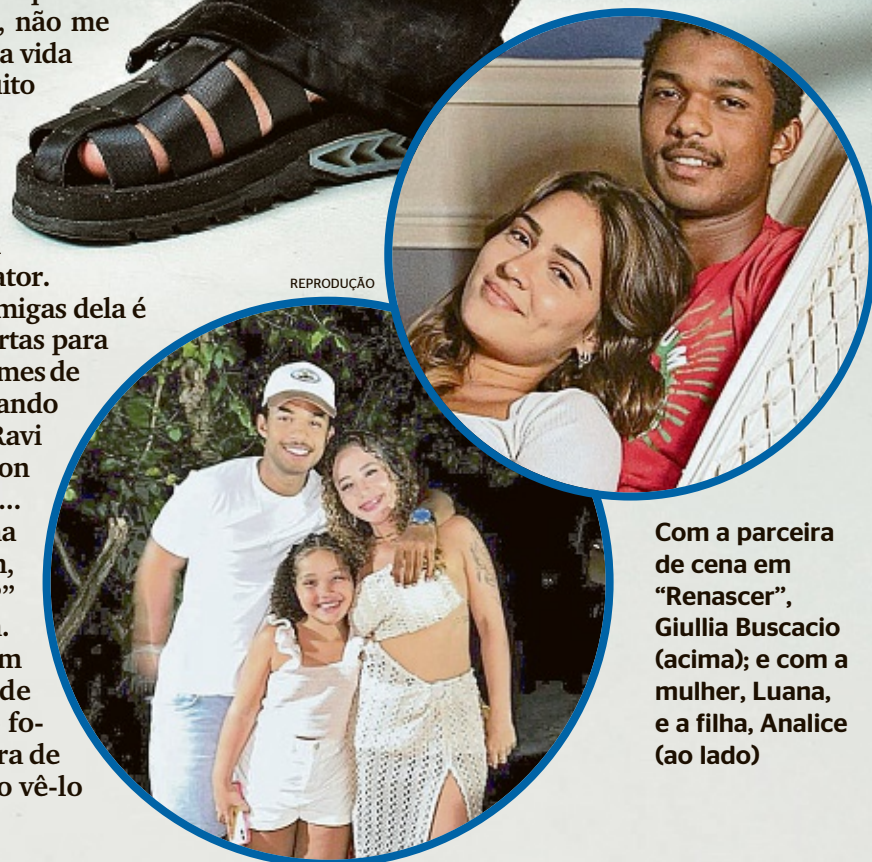 , não me
a vida
uito
ator.
migas dela é
rtas para
mes de
ando
Ravi
on
...
a
,
”
.
m
de
fo-
ra de
o vê-lo
REPRODUÇÃO
Com a parceira
de cena em
“Renascer”,
Giullia Buscacio
(acima); e com a
mulher, Luana,
e a filha, Analice
(ao lado)